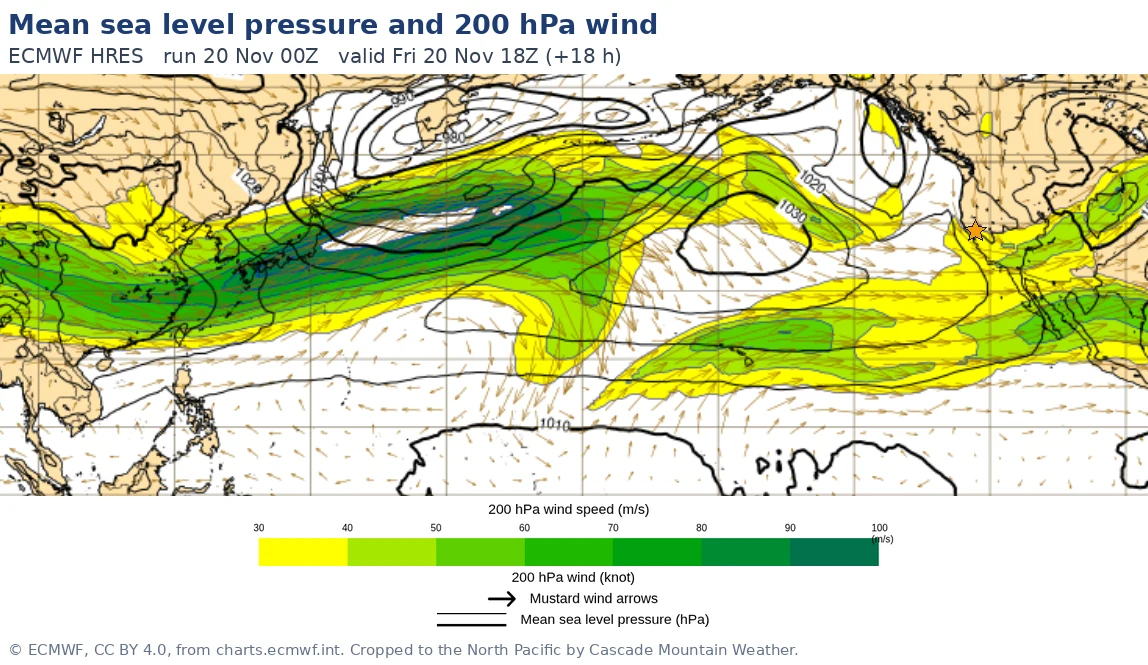 Mean sea level pressure and 200 hPa wind
ECMWF HRES run 20 Nov 00Z valid Fri 20 Nov 18Z (+18 h)
990
980
1020
1020
1030
1010
200 hPa wind speed (m/s)
30 40 50 60 70 80 90 100
(m/s)
200 hPa wind (knot)
Mustard wind arrows
Mean sea level pressure (hPa)
© ECMWF, CC BY 4.0, from charts.ecmwf.int. Cropped to the North Pacific by Cascade Mountain Weather.